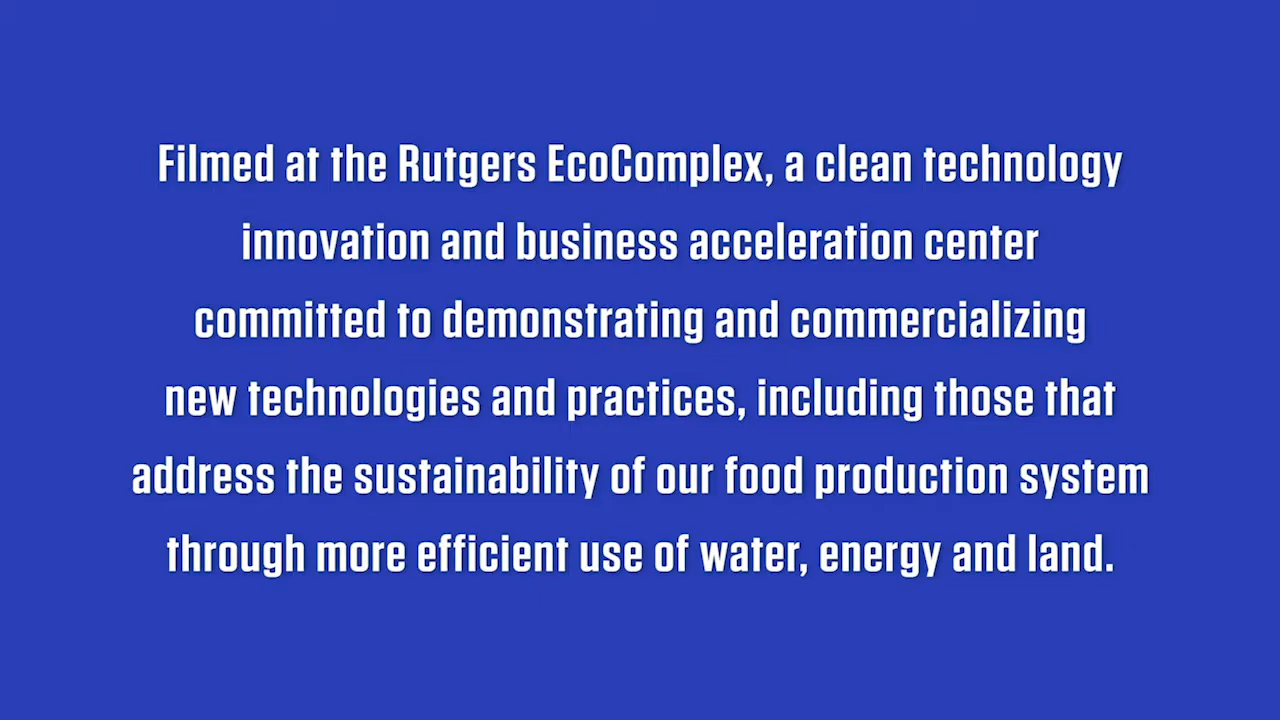 Filmed at the Rutgers EcoComplex, a clean technology
innovation and business acceleration center
committed to demonstrating and commercializing
new technologies and practices, including those that
address the sustainability of our food production system
through more efficient use of water, energy and land.